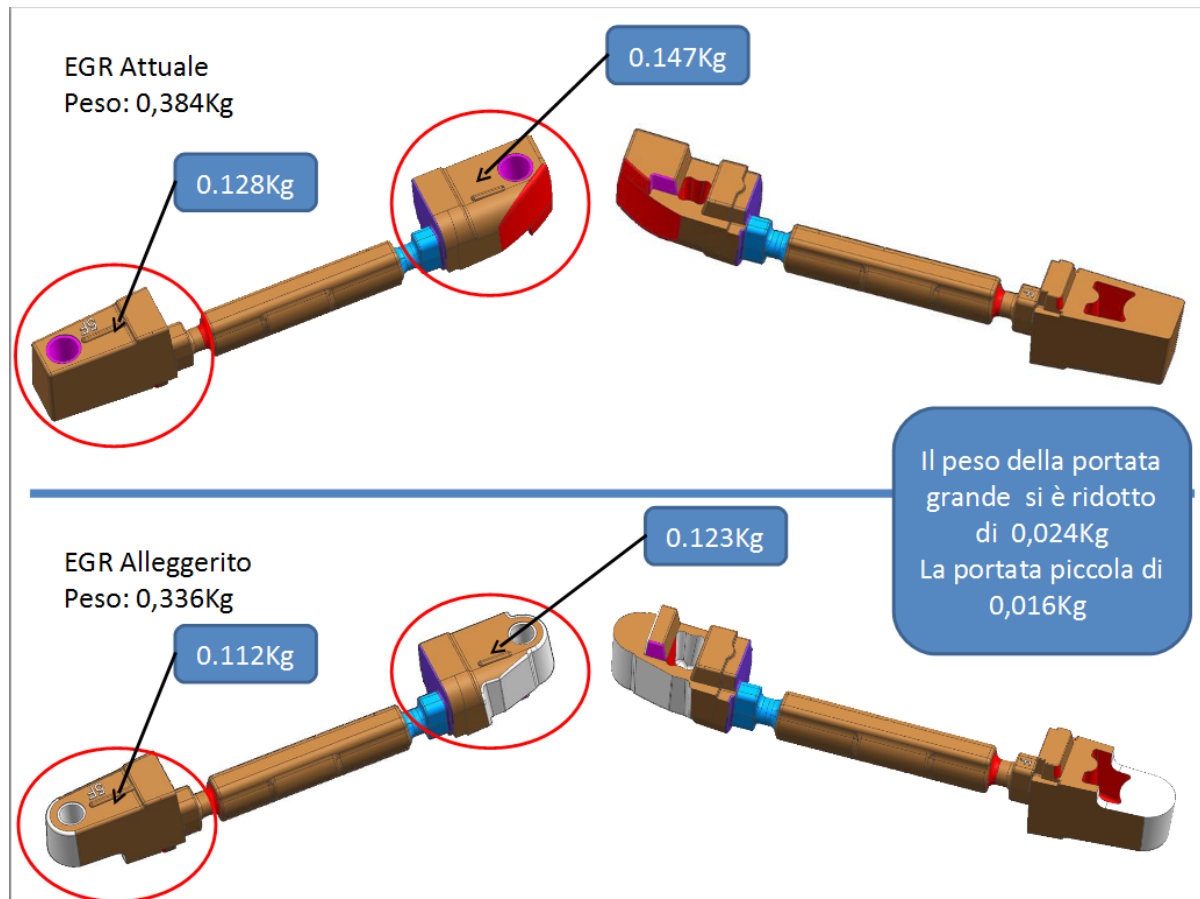 EGR Attuale
Peso: 0,384Kg
0.147Kg
0.128Kg
SF
Il peso della portata
grande si è ridotto
di 0,024Kg
La portata piccola di
0,016Kg
EGR Alleggerito
Peso: 0,336Kg
0.123Kg
0.112Kg
SF